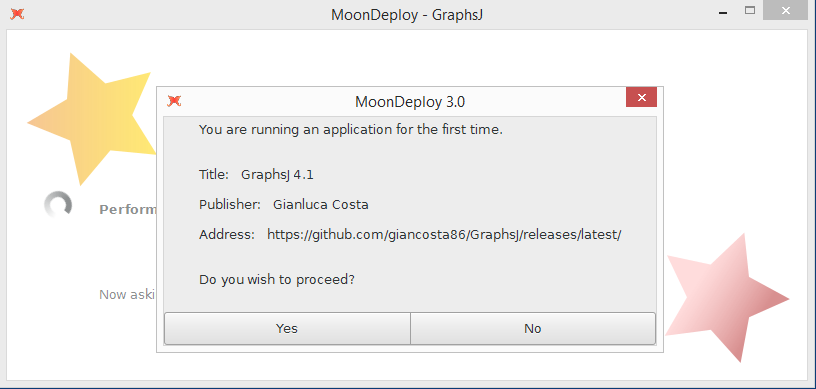 MoonDeploy - GraphsJ
MoonDeploy 3.0
You are running an application for the first time.
Title: GraphsJ 4.1
Publisher: Gianluca Costa
Address: https://github.com/giancosta86/GraphsJ/releases/latest/
Do you wish to proceed?
Yes No
Perform
Now aski